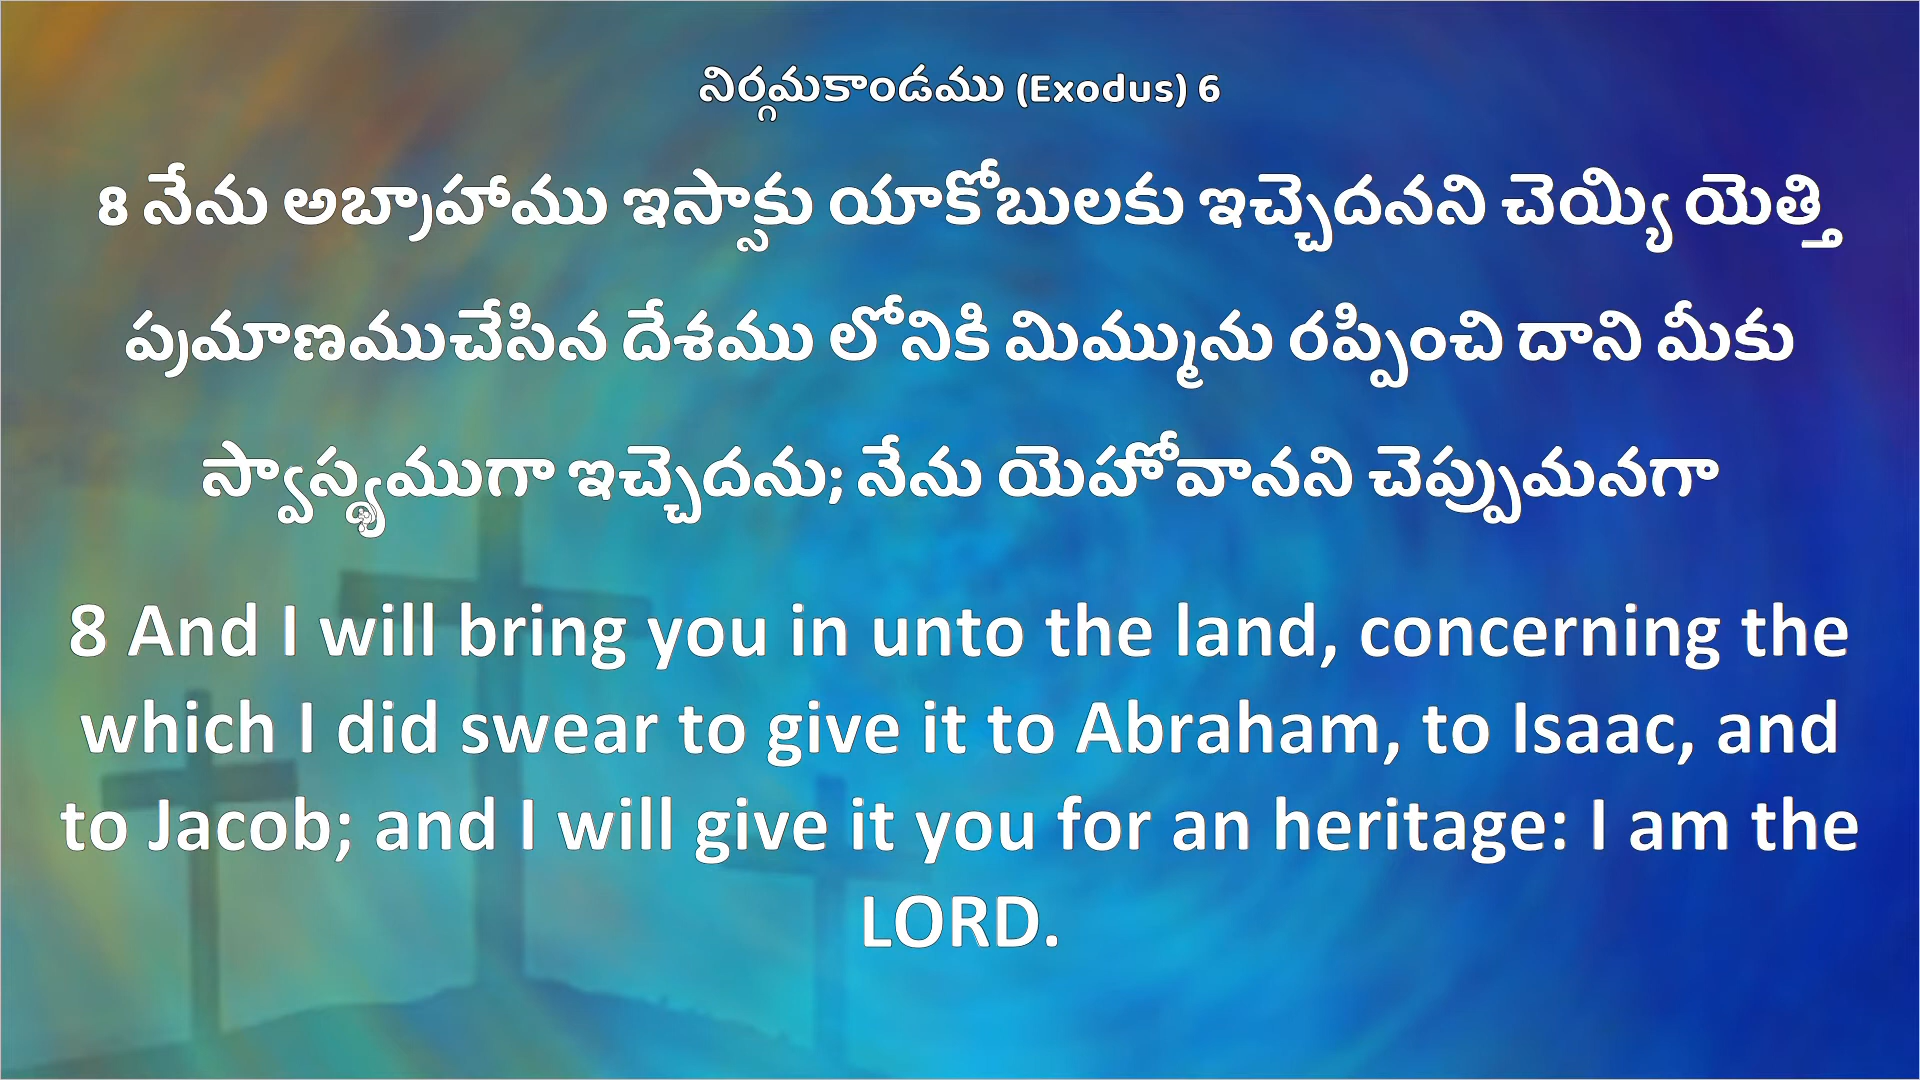 నిర్గమకాండము (Exodus) 6
8 నేను అబ్రాహాము ఇస్సాకు యాకోబులకు ఇచ్చెదనని చెయ్యి యెత్తి
ప్రమాణముచేసిన దేశము లోనికి మిమ్మును రప్పించి దాని మీకు
స్వాస్థ్యముగా ఇచ్చెదను; నేను యెహోవానని చెప్పుమనగా
8 And I will bring you in unto the land, concerning the
which I did swear to give it to Abraham, to Isaac, and
to Jacob; and I will give it you for an heritage: I am the
LORD.